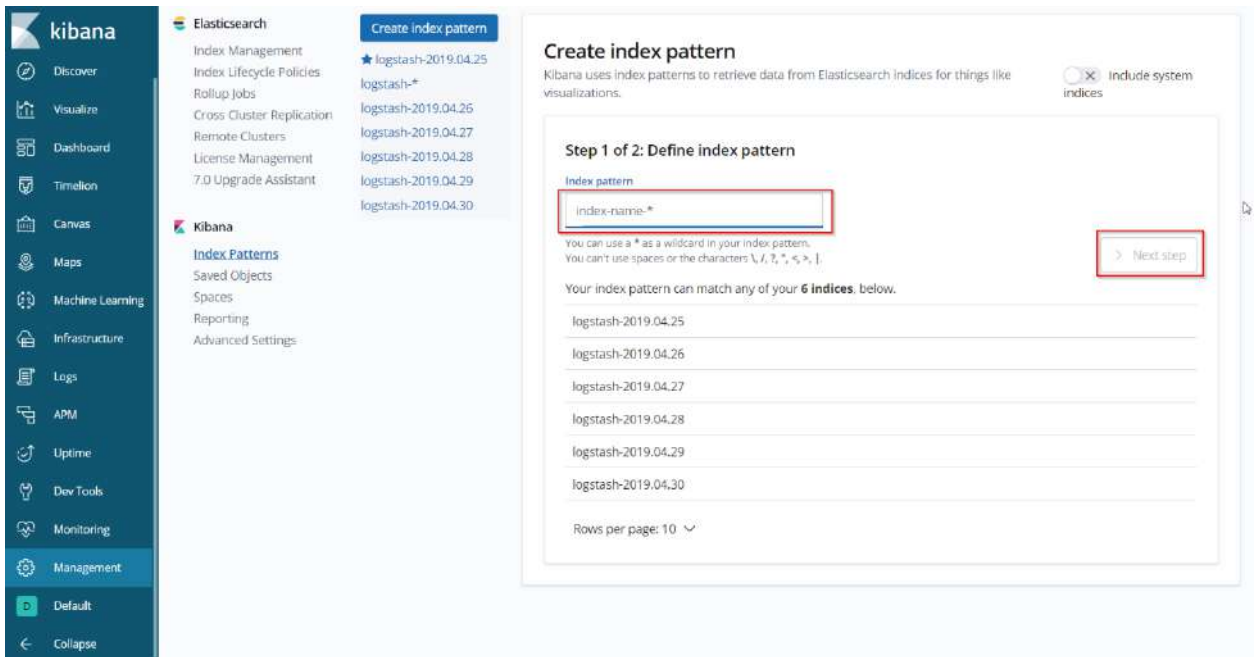 kibana
Discover
Visualize
Dashboard
Timelion
Canvas
Maps
Machine Learning
Infrastructure
Logs
APM
Uptime
Dev Tools
Monitoring
Management
D Default
Collapse
Elasticsearch
Index Management
Index Lifecycle Policies
Rollup Jobs
Cross Cluster Replication
Remote Clusters
License Management
7.0 Upgrade Assistant
Kibana
Index Patterns
Saved Objects
Spaces
Reporting
Advanced Settings
Create index pattern
★ logstash-2019.04.25
logstash-*
logstash-2019.04.26
logstash-2019.04.27
logstash-2019.04.28
logstash-2019.04.29
logstash-2019.04.30
Create index pattern
Kibana uses index patterns to retrieve data from Elasticsearch indices for things like
visualizations.
Include system
indices
Step 1 of 2: Define index pattern
Index pattern
index-name-*
You can use a * as a wildcard in your index pattern.
You can't use spaces or the characters \, /, ?, ", <, >, |.
> Next step
Your index pattern can match any of your 6 indices, below.
logstash-2019.04.25
logstash-2019.04.26
logstash-2019.04.27
logstash-2019.04.28
logstash-2019.04.29
logstash-2019.04.30
Rows per page: 10